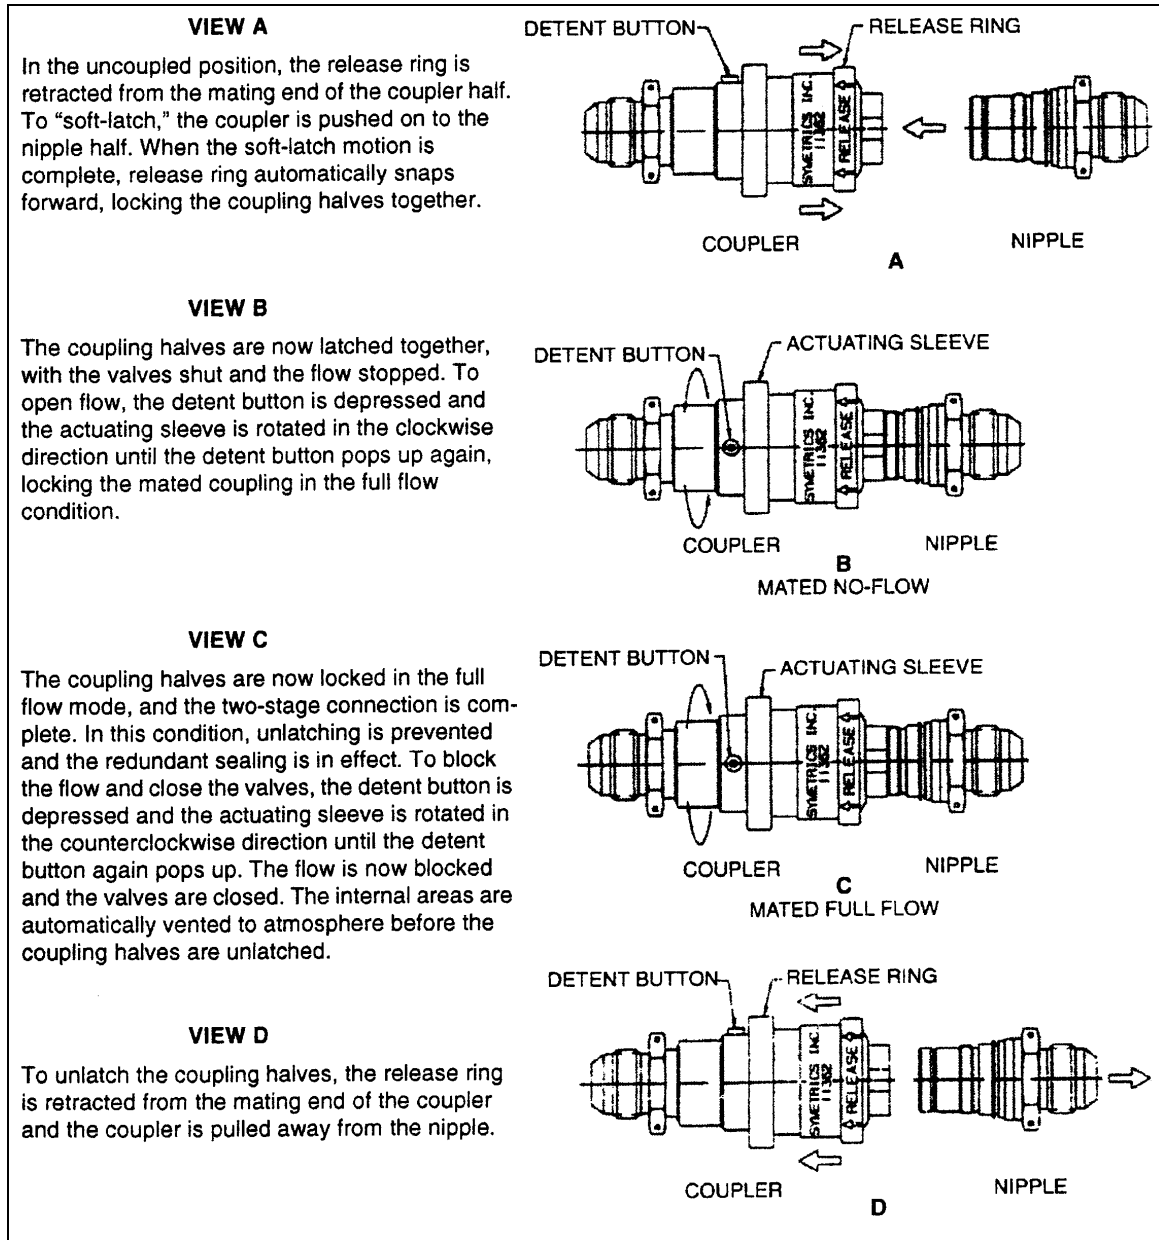 VIEW A
In the uncoupled position, the release ring is
retracted from the mating end of the coupler half.
To “soft-latch,” the coupler is pushed on to the
nipple half. When the soft-latch motion is
complete, release ring automatically snaps
forward, locking the coupling halves together.
DETENT BUTTON
RELEASE RING
SYMETRICS INC.
11362
△ RELEASE △
COUPLER
NIPPLE
A
VIEW B
The coupling halves are now latched together,
with the valves shut and the flow stopped. To
open flow, the detent button is depressed and
the actuating sleeve is rotated in the clockwise
direction until the detent button pops up again,
locking the mated coupling in the full flow
condition.
DETENT BUTTON
ACTUATING SLEEVE
SYMETRICS INC.
11362
△ RELEASE △
COUPLER
NIPPLE
B
MATED NO-FLOW
VIEW C
The coupling halves are now locked in the full
flow mode, and the two-stage connection is com-
plete. In this condition, unlatching is prevented
and the redundant sealing is in effect. To block
the flow and close the valves, the detent button is
depressed and the actuating sleeve is rotated in
the counterclockwise direction until the detent
button again pops up. The flow is now blocked
and the valves are closed. The internal areas are
automatically vented to atmosphere before the
coupling halves are unlatched.
DETENT BUTTON
ACTUATING SLEEVE
SYMETRICS INC.
11362
△ RELEASE △
COUPLER
NIPPLE
C
MATED FULL FLOW
VIEW D
To unlatch the coupling halves, the release ring
is retracted from the mating end of the coupler
and the coupler is pulled away from the nipple.
DETENT BUTTON
RELEASE RING
SYMETRICS INC.
11362
△ RELEASE △
COUPLER
NIPPLE
D